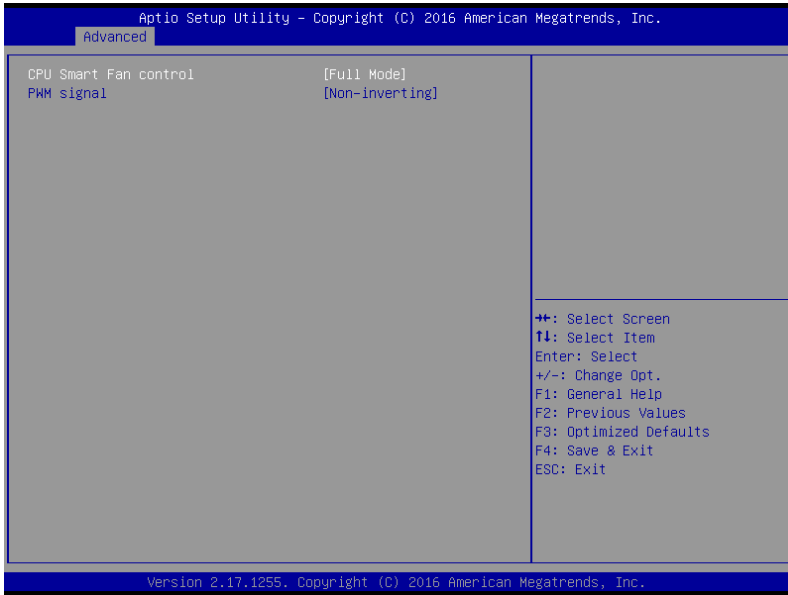 Aptio Setup Utility – Copyright (C) 2016 American Megatrends, Inc.
Advanced
CPU Smart Fan control [Full Mode]
PWM signal [Non-inverting]
→←: Select Screen
↑↓: Select Item
Enter: Select
+/-: Change Opt.
F1: General Help
F2: Previous Values
F3: Optimized Defaults
F4: Save & Exit
ESC: Exit
Version 2.17.1255. Copyright (C) 2016 American Megatrends, Inc.